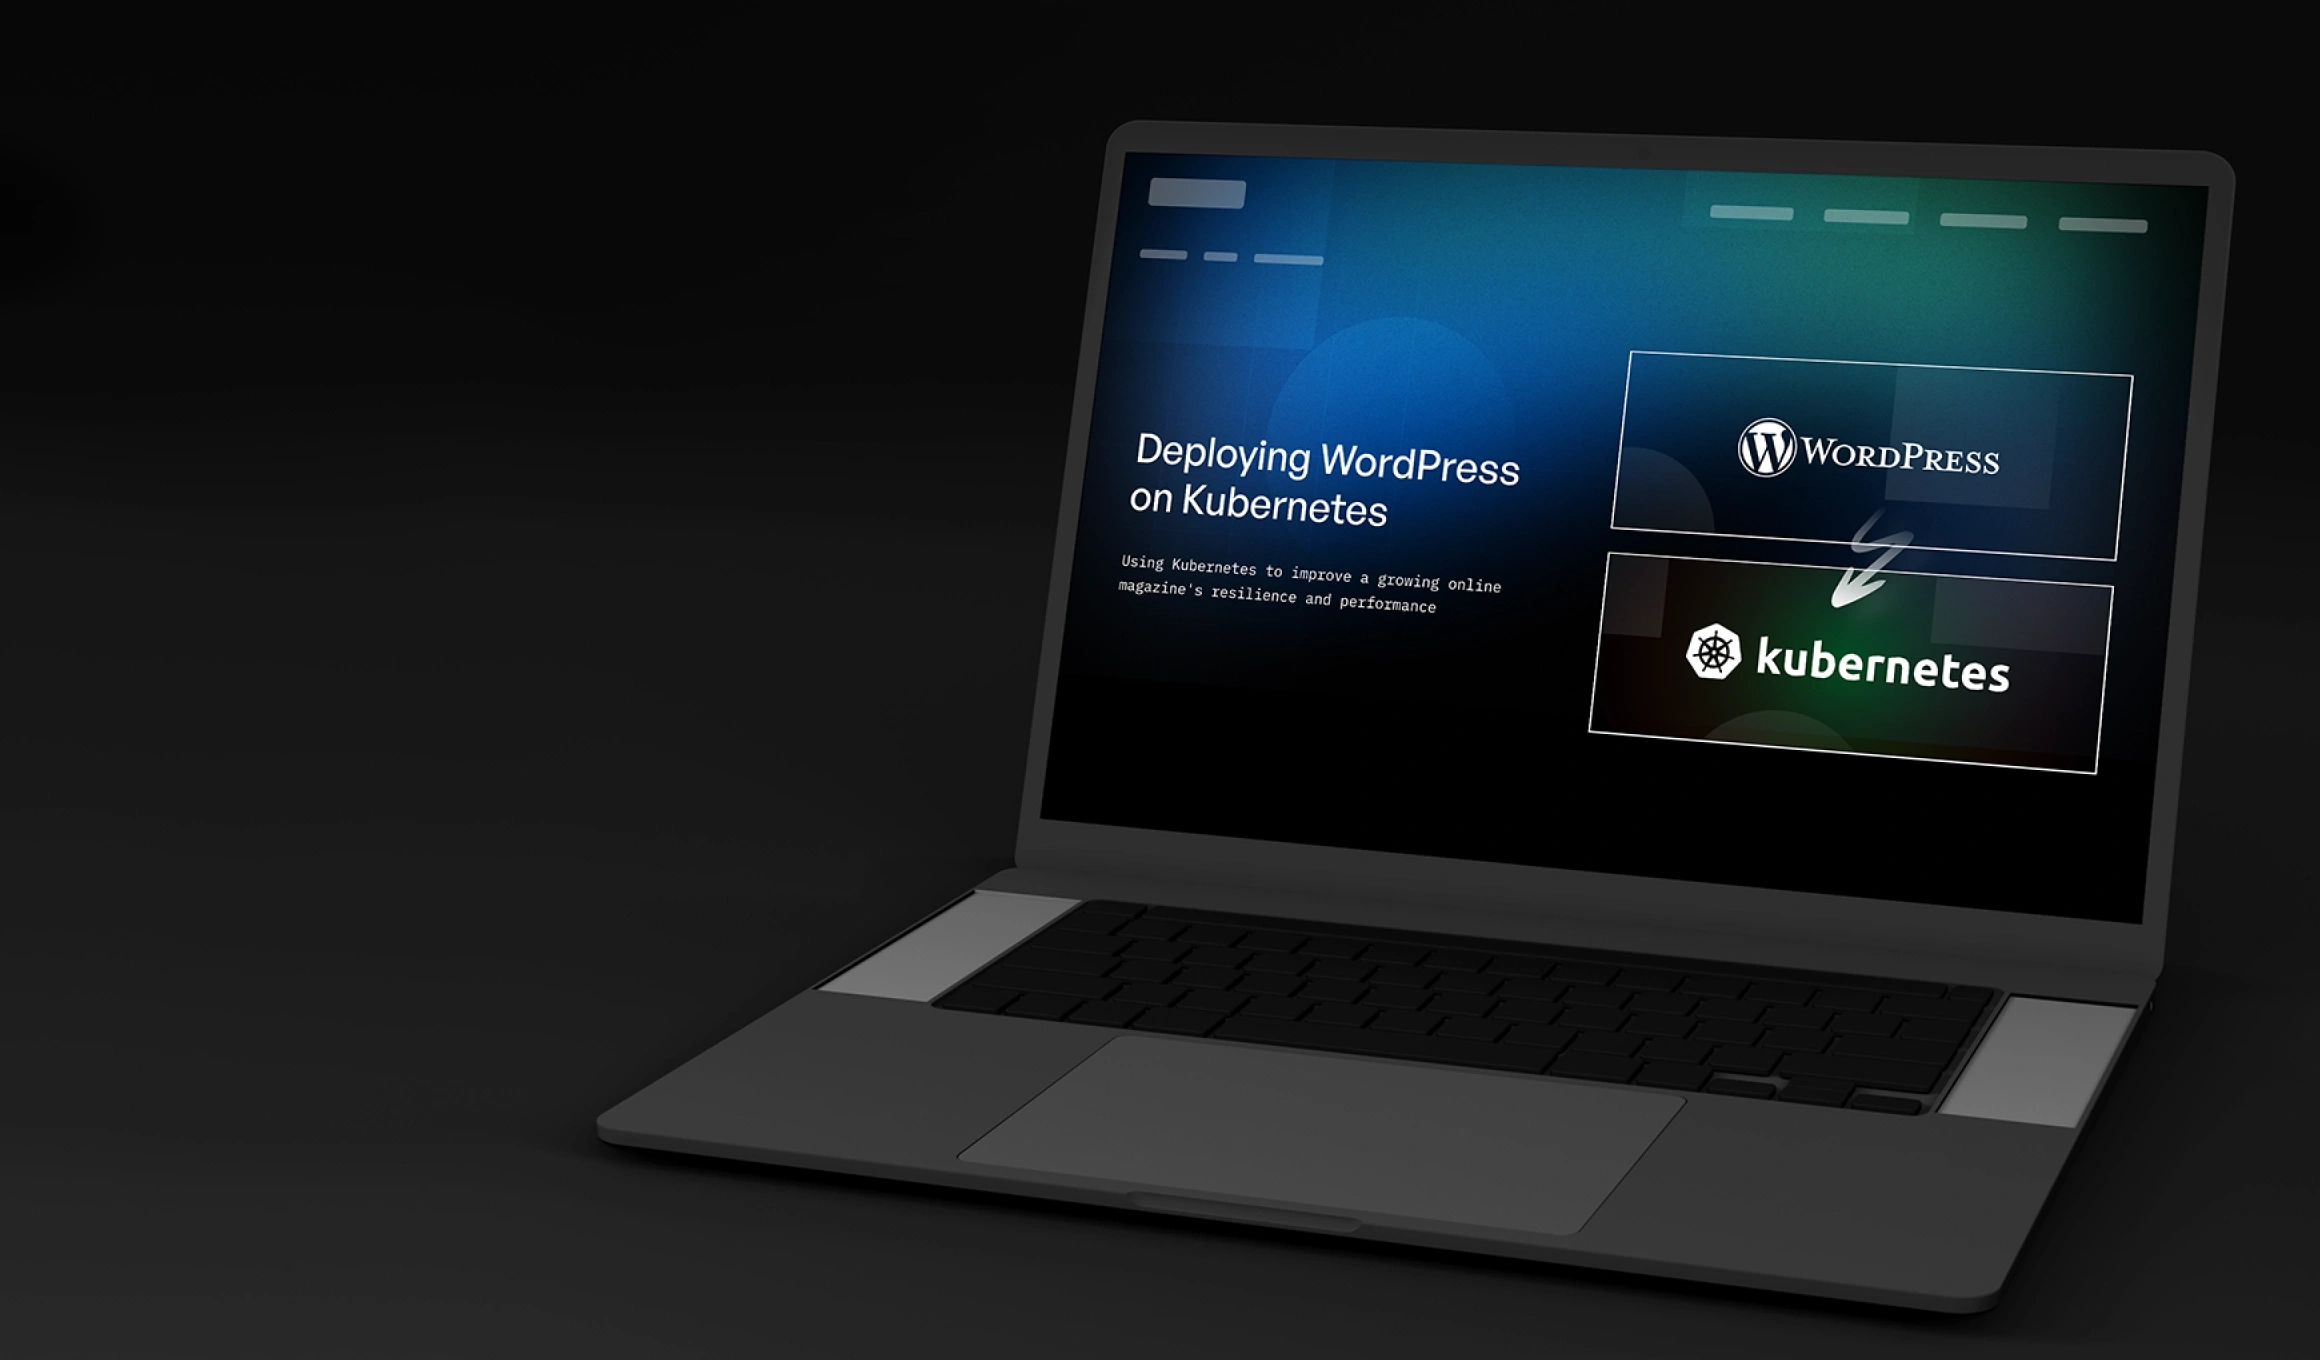 Deploying WordPress
on Kubernetes
Using Kubernetes to improve a growing online
magazine's resilience and performance
WORDPRESS
kubernetes